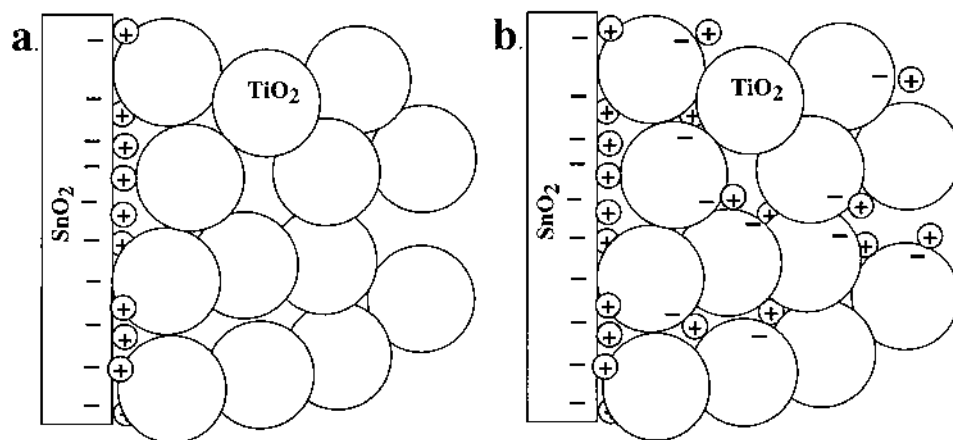 a.
SnO₂
TiO₂
b.
SnO₂
TiO₂